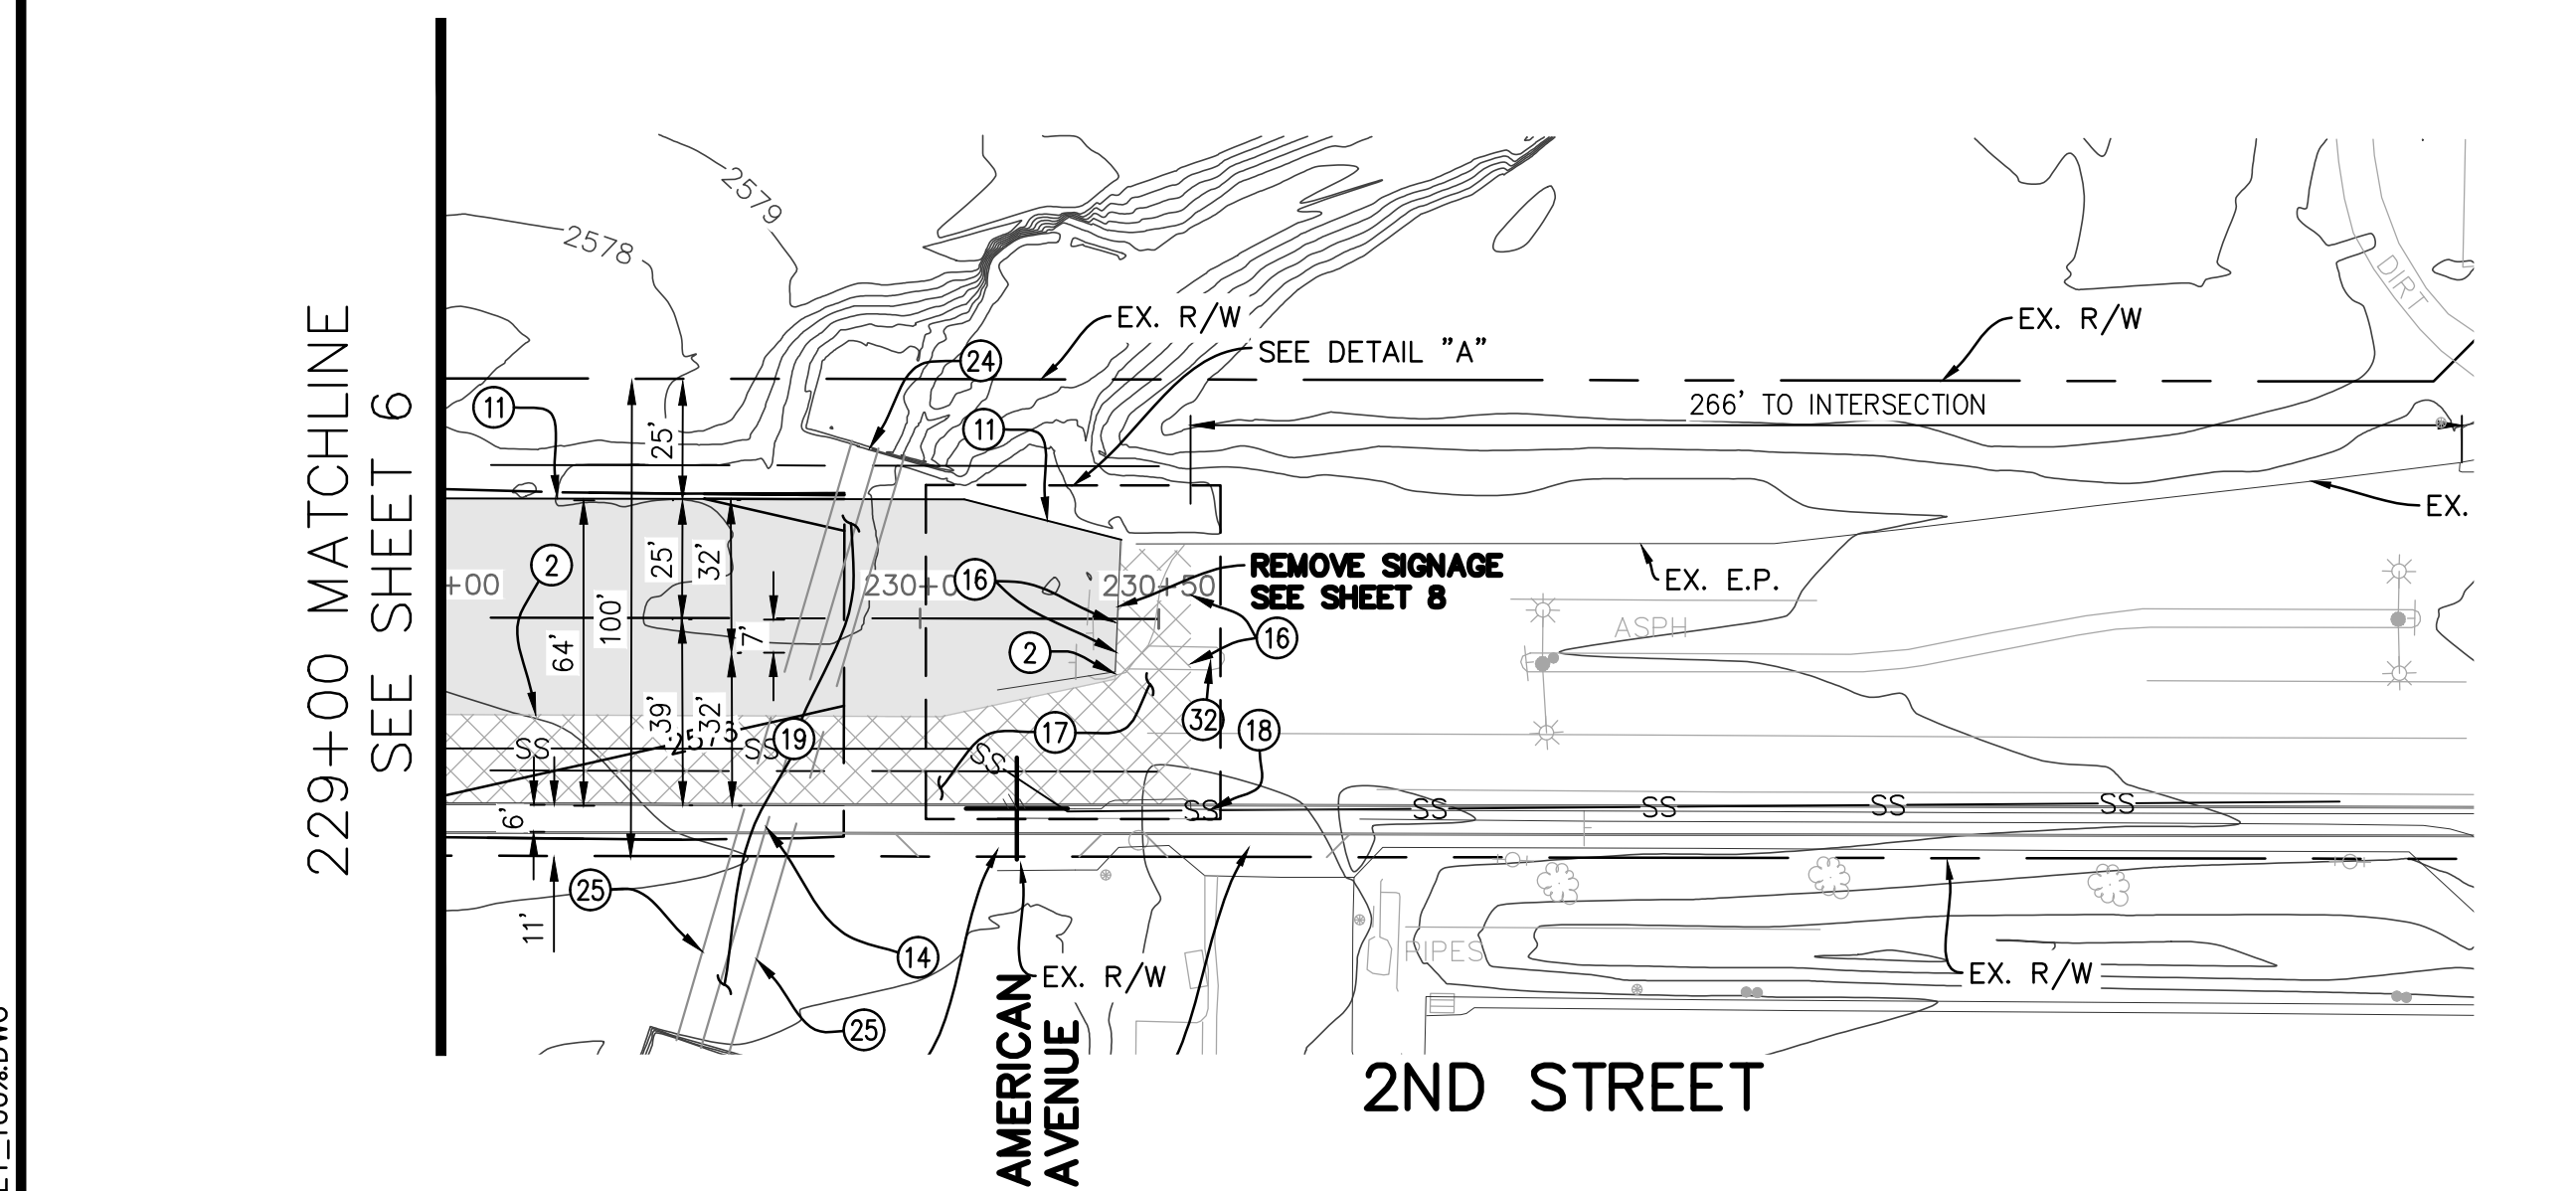 229+00 MATCHLINE
SEE SHEET 6
2579
2578
EX. R/W
EX. R/W
SEE DETAIL "A"
24
11
11
25'
266' TO INTERSECTION
EX.
2
+00
25'
32'
64'
100'
7'
230+0
16
230+50
REMOVE SIGNAGE
SEE SHEET 8
EX. E.P.
ASPH
DIRT
16
2
32
17
18
39'
32'
19
SS
SS
SS
SS
SS
SS
SS
SS
6'
11'
25
14
25
EX. R/W
PIPES
EX. R/W
AMERICAN
AVENUE
2ND STREET